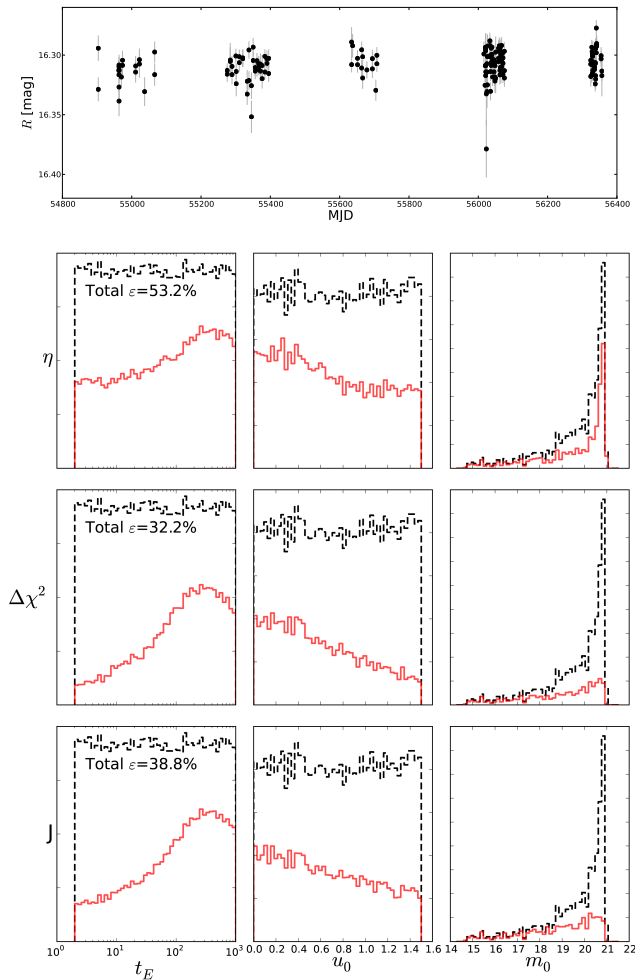 16.30
16.35
16.40
R [mag]
54800 55000 55200 55400 55600 55800 56000 56200 56400
MJD
Total ε=53.2%
η
Total ε=32.2%
Δχ²
Total ε=38.8%
J
10⁰ 10¹ 10² 10³ 0.0 0.2 0.4 0.6 0.8 1.0 1.2 1.4 1.6 14 15 16 17 18 19 20 21 22
t_E u₀ m₀